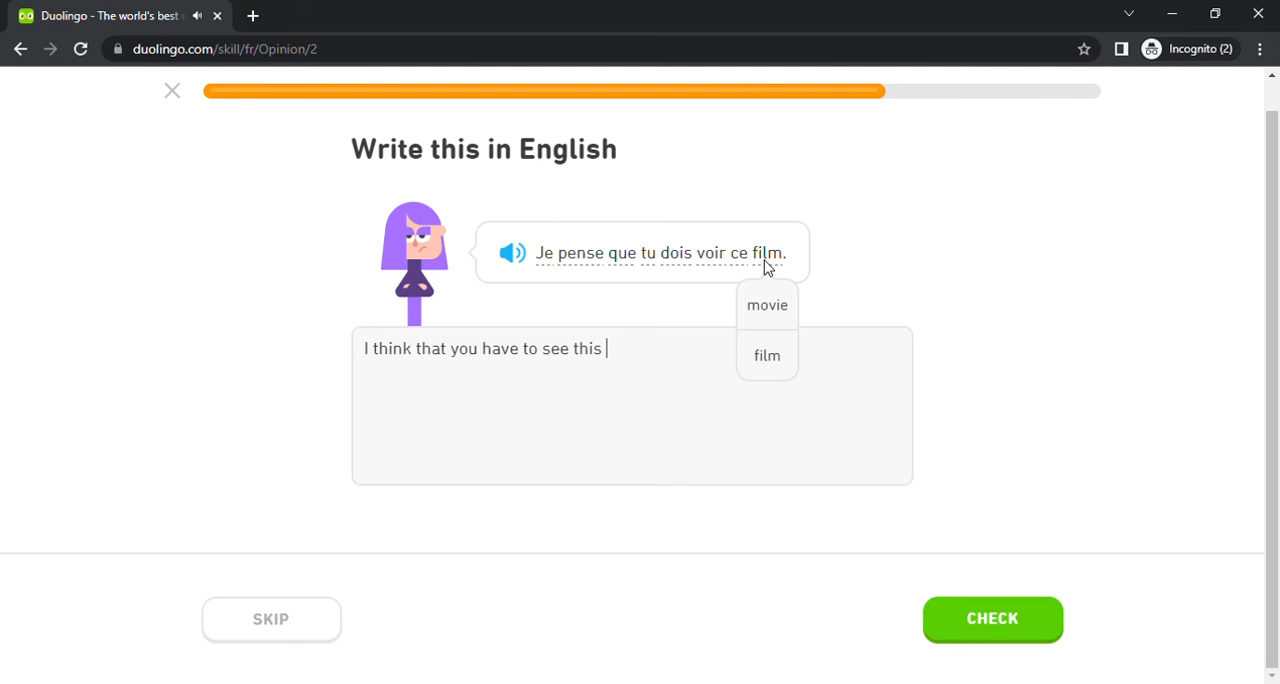 Duolingo - The world's best
duolingo.com/skill/fr/Opinion/2
Incognito (2)
Write this in English
Je pense que tu dois voir ce film.
movie
film
I think that you have to see this
SKIP
CHECK